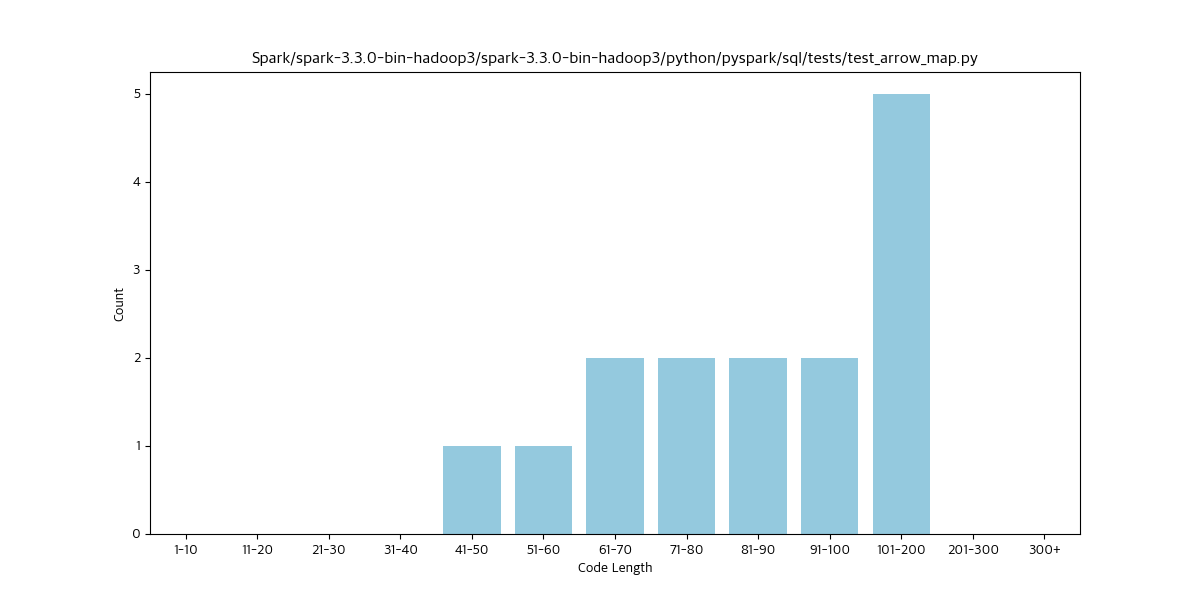 Spark/spark-3.3.0-bin-hadoop3/spark-3.3.0-bin-hadoop3/python/pyspark/sql/tests/test_arrow_map.py
5
4
3
2
1
0
Count
1-10 11-20 21-30 31-40 41-50 51-60 61-70 71-80 81-90 91-100 101-200 201-300 300+
Code Length